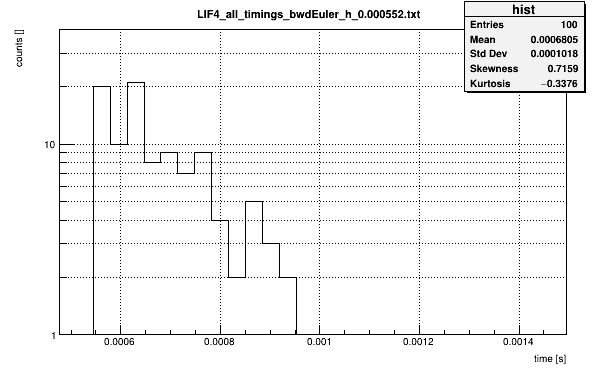 LIF4_all_timings_bwdEuler_h_0.000552.txt
hist
Entries 100
Mean 0.0006805
Std Dev 0.0001018
Skewness 0.7159
Kurtosis −0.3376
counts []
10
1
0.0006 0.0008 0.001 0.0012 0.0014
time [s]